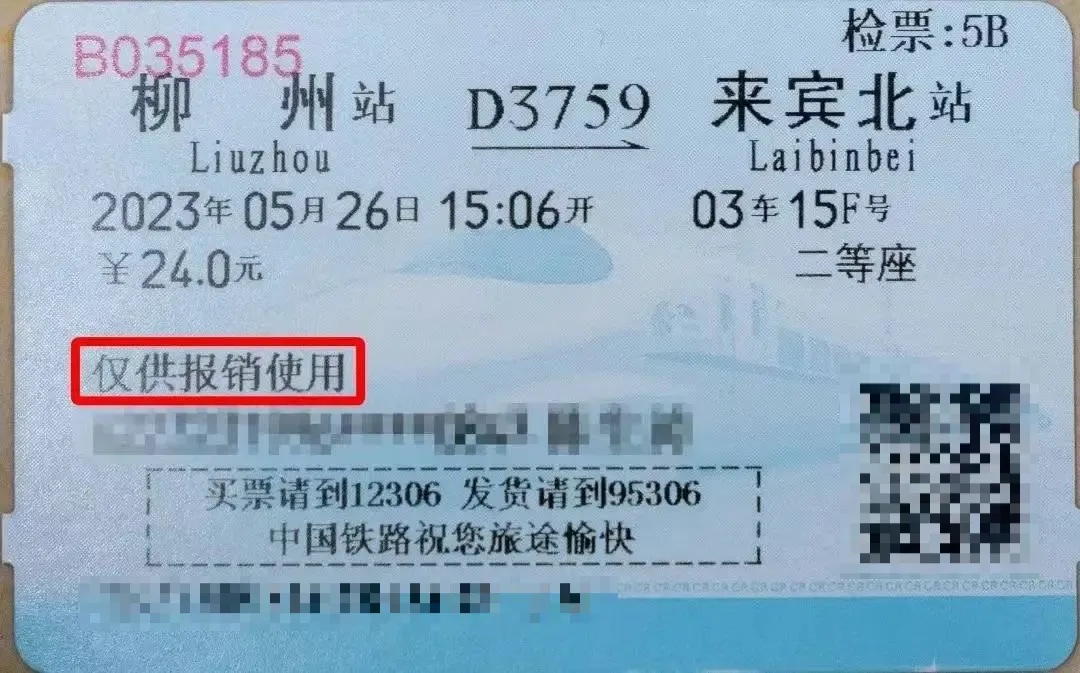 B035185
检票:5B
柳州站 D3759 来宾北站
Liuzhou Laibinbei
2023年05月26日 15:06开 03车15F号
¥24.0元 二等座
仅供报销使用
买票请到12306 发货请到95306
中国铁路祝您旅途愉快